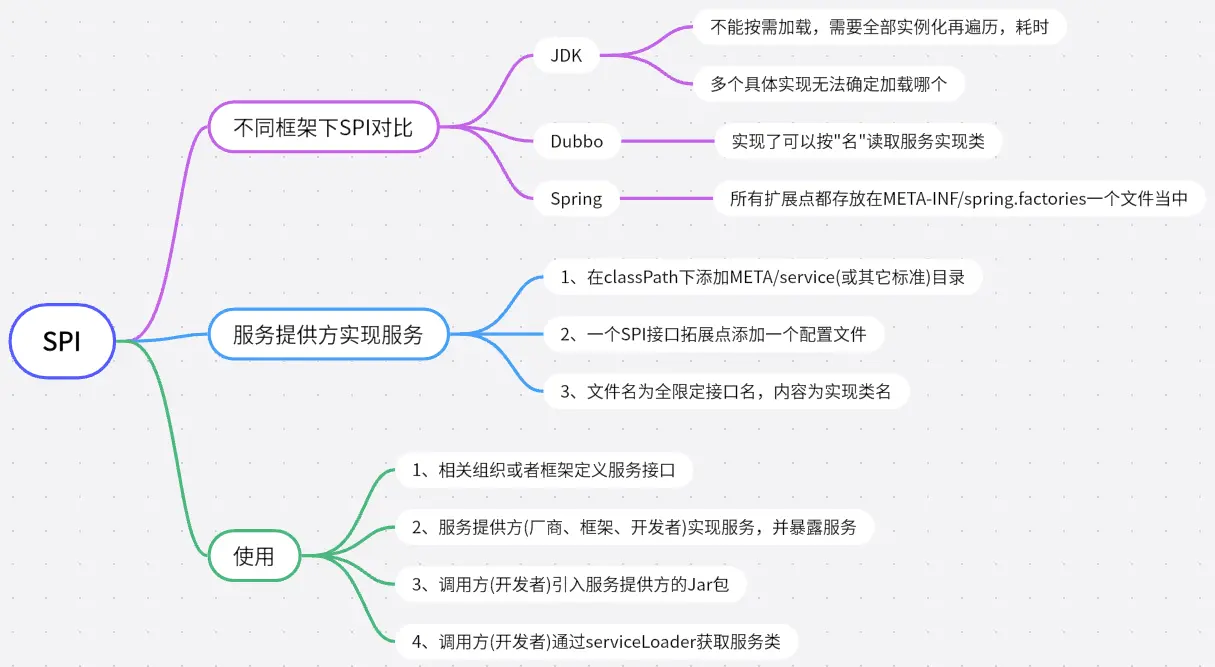 SPI
不同框架下SPI对比
JDK
不能按需加载，需要全部实例化再遍历，耗时
多个具体实现无法确定加载哪个
Dubbo
实现了可以按"名"读取服务实现类
Spring
所有扩展点都存放在META-INF/spring.factories一个文件当中
服务提供方实现服务
1、在classPath下添加META/service(或其它标准)目录
2、一个SPI接口拓展点添加一个配置文件
3、文件名为全限定接口名，内容为实现类名
使用
1、相关组织或者框架定义服务接口
2、服务提供方(厂商、框架、开发者)实现服务，并暴露服务
3、调用方(开发者)引入服务提供方的Jar包
4、调用方(开发者)通过serviceLoader获取服务类